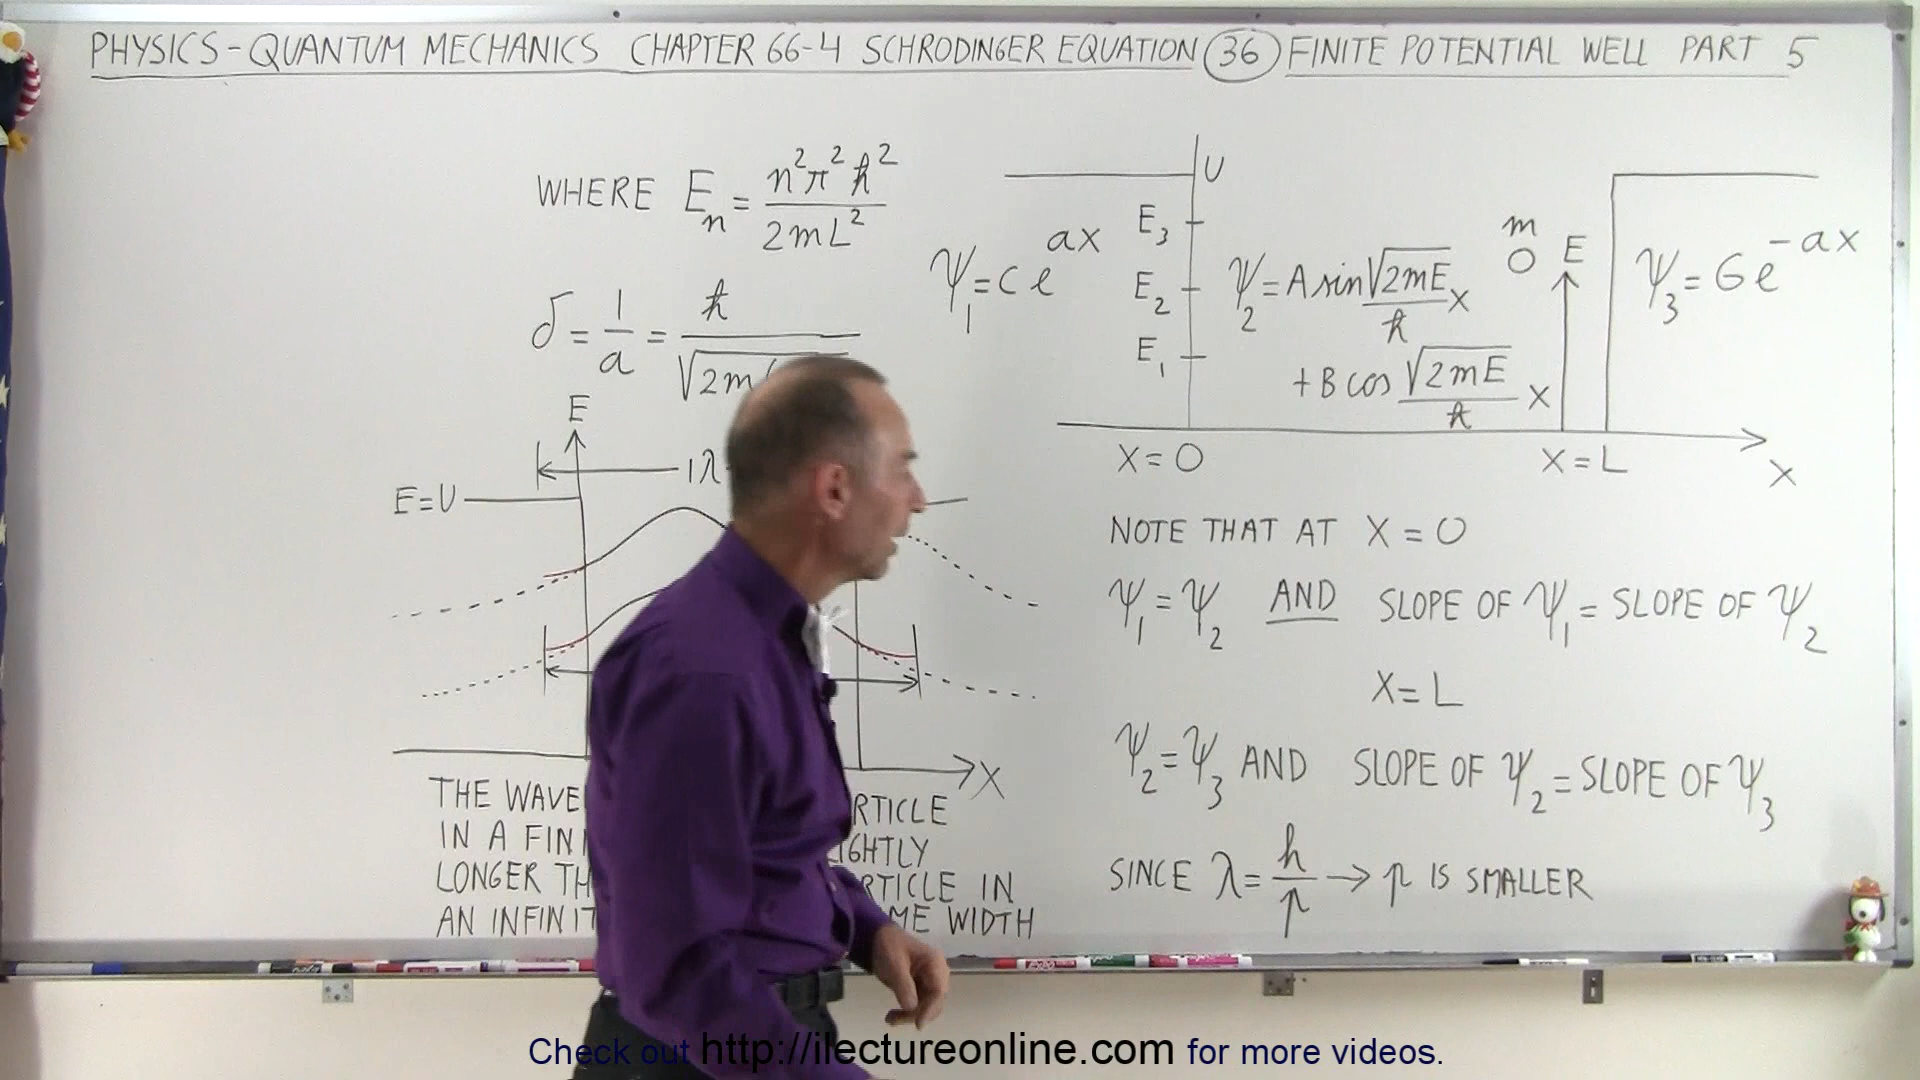 PHYSICS - QUANTUM MECHANICS CHAPTER 66-4 SCHRODINGER EQUATION 36 FINITE POTENTIAL WELL PART 5
WHERE Eₙ = n²π²ħ² / 2mL²
δ = 1/a = ħ / √2m
E
1λ
E=U
X
THE WAVE RTICLE
IN A FIN IGHTLY
LONGER TH RTICLE IN
AN INFINIT ME WIDTH
U
E₃
E₂
E₁
Ψ₁ = C e^ax
Ψ₂ = A sin √2mE/ħ x
+ B cos √2mE/ħ x
m
E
Ψ₃ = G e^-ax
X=0
X=L
X
NOTE THAT AT X = 0
Ψ₁ = Ψ₂ AND SLOPE OF Ψ₁ = SLOPE OF Ψ₂
X=L
Ψ₂ = Ψ₃ AND SLOPE OF Ψ₂ = SLOPE OF Ψ₃
SINCE λ = h/p → p IS SMALLER
Check out http://ilectureonline.com for more videos.